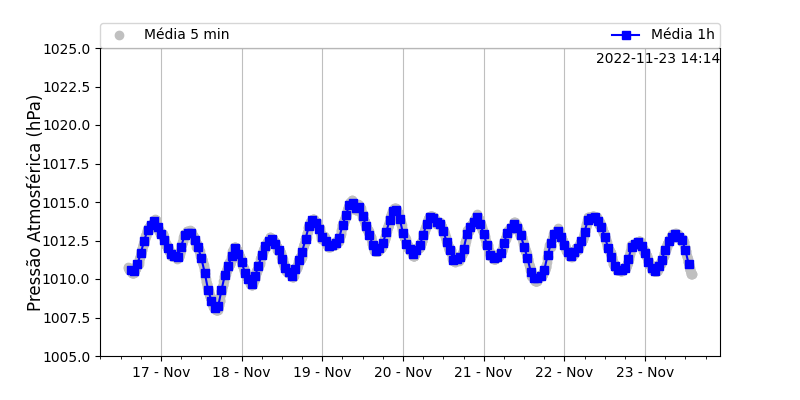 Média 5 min
Média 1h
2022-11-23 14:14
Pressão Atmosférica (hPa)
1025.0
1022.5
1020.0
1017.5
1015.0
1012.5
1010.0
1007.5
1005.0
17 - Nov
18 - Nov
19 - Nov
20 - Nov
21 - Nov
22 - Nov
23 - Nov